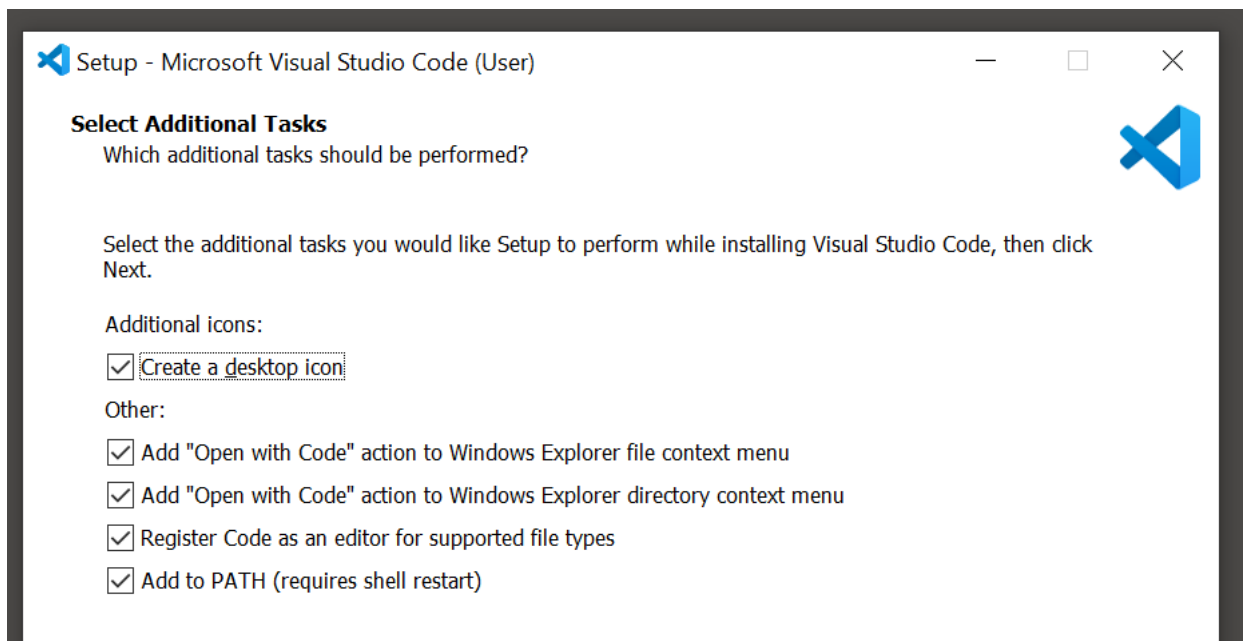 Setup - Microsoft Visual Studio Code (User)
Select Additional Tasks
Which additional tasks should be performed?
Select the additional tasks you would like Setup to perform while installing Visual Studio Code, then click
Next.
Additional icons:
Create a desktop icon
Other:
Add "Open with Code" action to Windows Explorer file context menu
Add "Open with Code" action to Windows Explorer directory context menu
Register Code as an editor for supported file types
Add to PATH (requires shell restart)